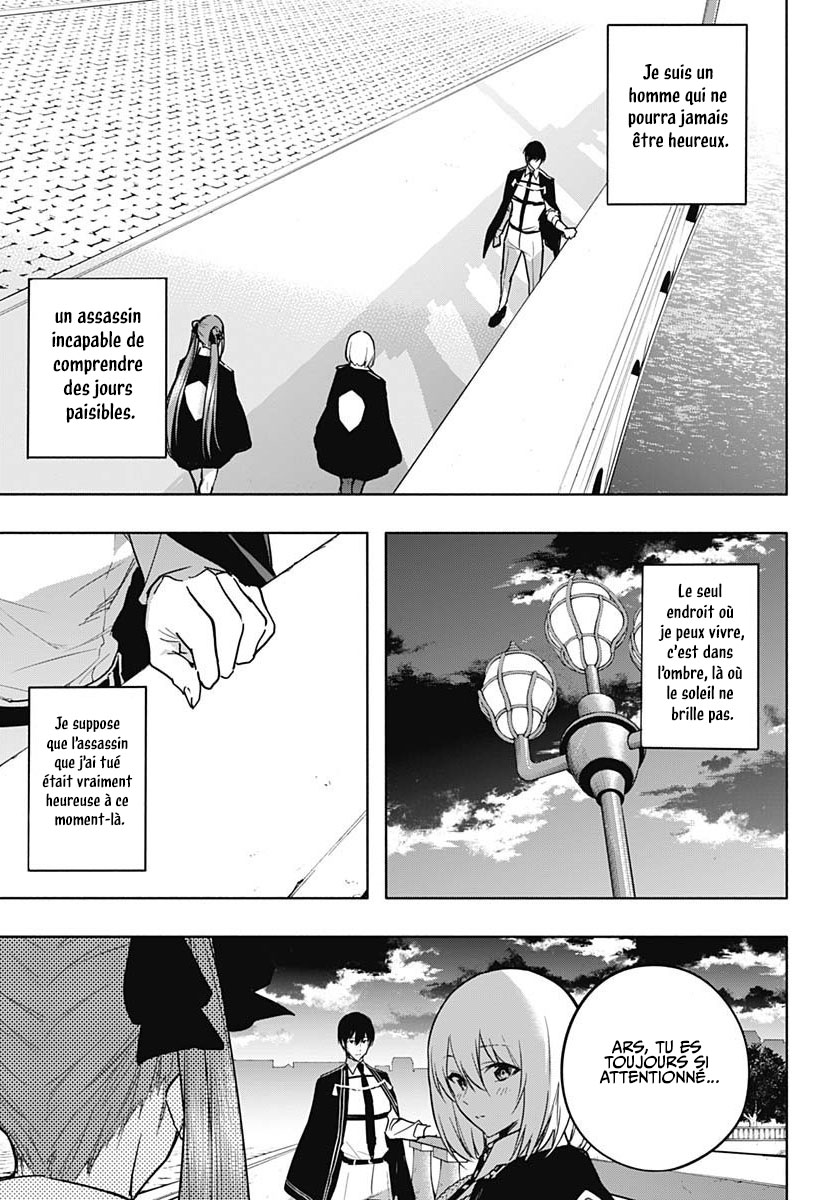 Je suis un
homme qui ne
pourra jamais
être heureux.
un assassin
incapable de
comprendre
des jours
paisibles.
Le seul
endroit où
je peux vivre,
c'est dans
l'ombre, là où
le soleil ne
brille pas.
Je suppose
que l'assassin
que j'ai tué
était vraiment
heureuse à ce
moment-là.
ARS, TU ES
TOUJOURS SI
ATTENTIONNÉ...